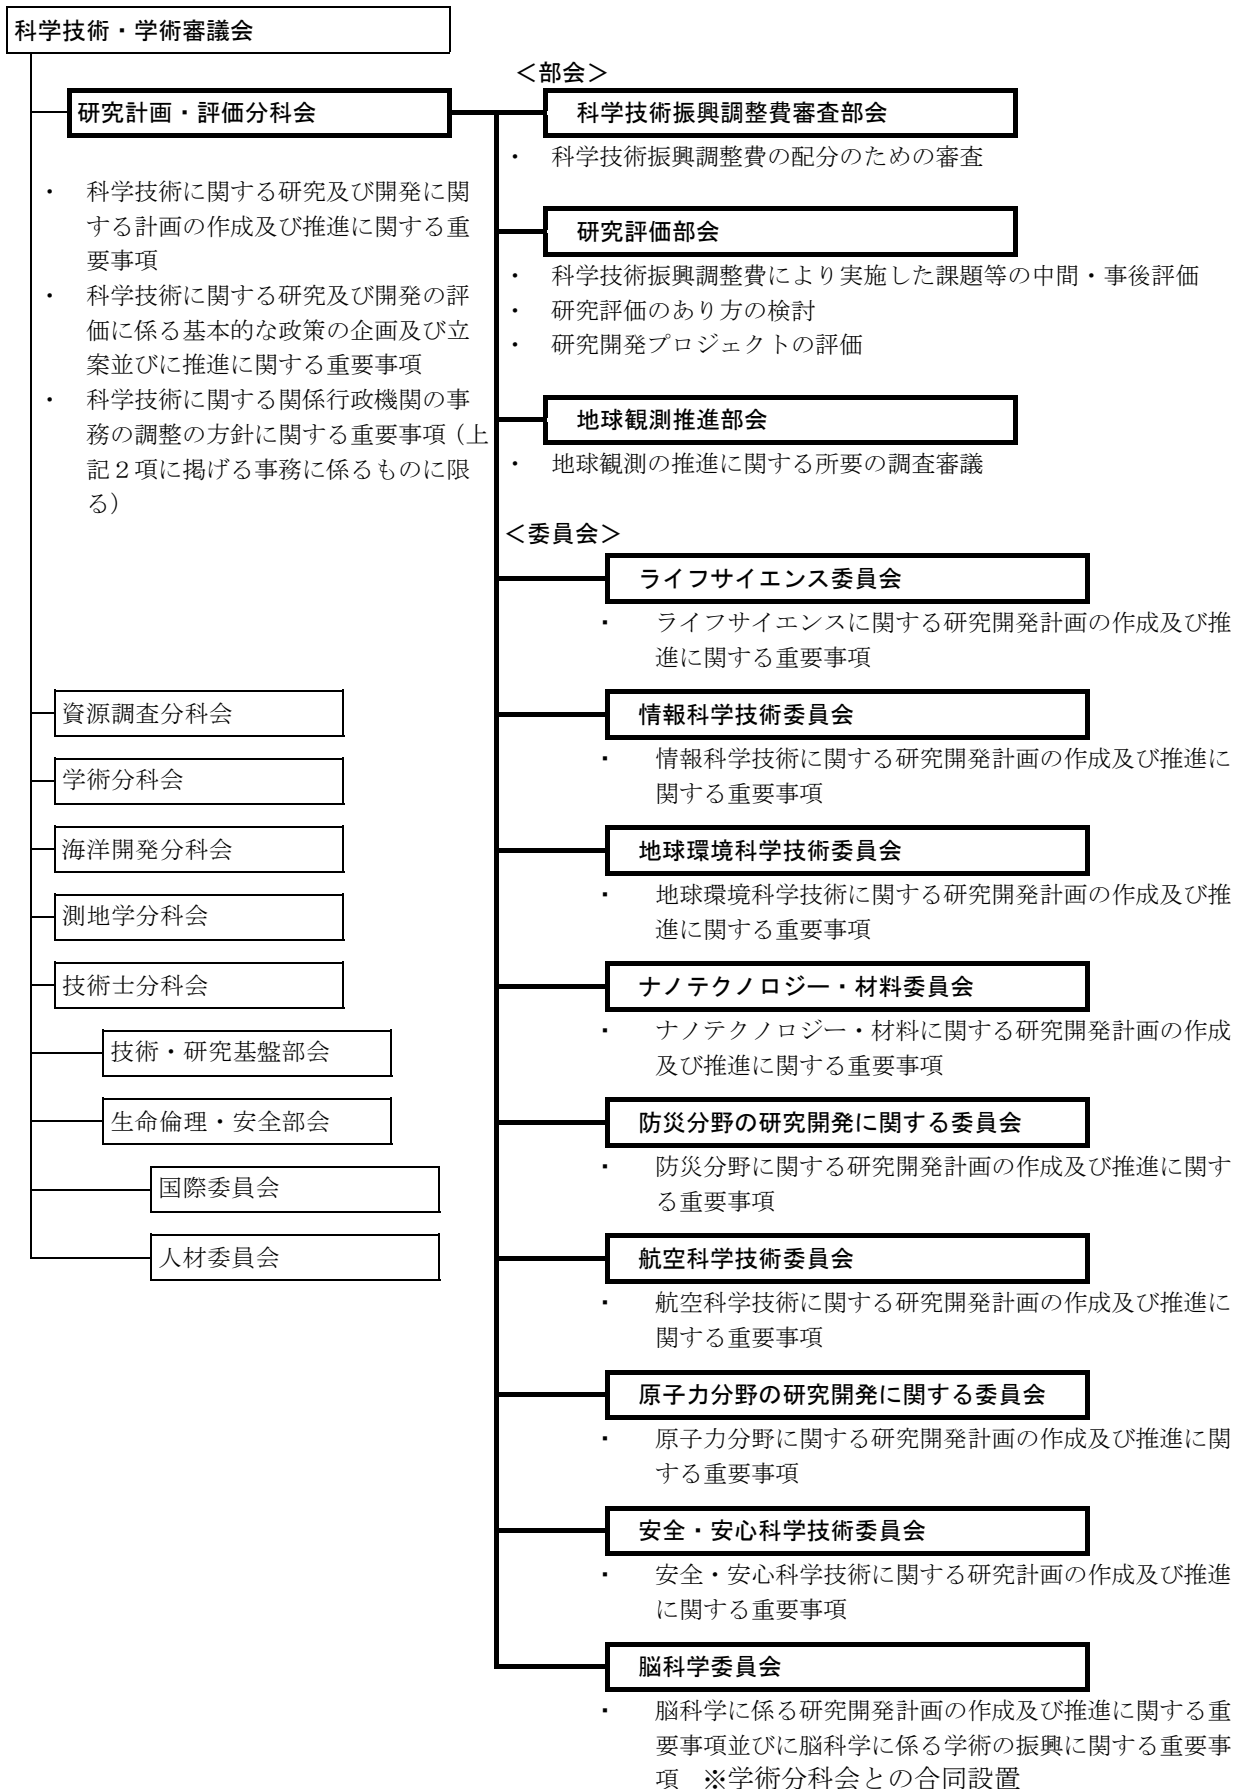 科学技術・学術審議会
研究計画・評価分科会
・ 科学技術に関する研究及び開発に関
する計画の作成及び推進に関する重
要事項
・ 科学技術に関する研究及び開発の評
価に係る基本的な政策の企画及び立
案並びに推進に関する重要事項
・ 科学技術に関する関係行政機関の事
務の調整の方針に関する重要事項（上
記２項に掲げる事務に係るものに限
る）
資源調査分科会
学術分科会
海洋開発分科会
測地学分科会
技術士分科会
技術・研究基盤部会
生命倫理・安全部会
国際委員会
人材委員会
＜部会＞
科学技術振興調整費審査部会
・ 科学技術振興調整費の配分のための審査
研究評価部会
・ 科学技術振興調整費により実施した課題等の中間・事後評価
・ 研究評価のあり方の検討
・ 研究開発プロジェクトの評価
地球観測推進部会
・ 地球観測の推進に関する所要の調査審議
＜委員会＞
ライフサイエンス委員会
・ ライフサイエンスに関する研究開発計画の作成及び推
進に関する重要事項
情報科学技術委員会
・ 情報科学技術に関する研究開発計画の作成及び推進に
関する重要事項
地球環境科学技術委員会
・ 地球環境科学技術に関する研究開発計画の作成及び推
進に関する重要事項
ナノテクノロジー・材料委員会
・ ナノテクノロジー・材料に関する研究開発計画の作成
及び推進に関する重要事項
防災分野の研究開発に関する委員会
・ 防災分野に関する研究開発計画の作成及び推進に関す
る重要事項
航空科学技術委員会
・ 航空科学技術に関する研究開発計画の作成及び推進に
関する重要事項
原子力分野の研究開発に関する委員会
・ 原子力分野に関する研究開発計画の作成及び推進に関
する重要事項
安全・安心科学技術委員会
・ 安全・安心科学技術に関する研究計画の作成及び推進
に関する重要事項
脳科学委員会
・ 脳科学に係る研究開発計画の作成及び推進に関する重
要事項並びに脳科学に係る学術の振興に関する重要事
項 ※学術分科会との合同設置